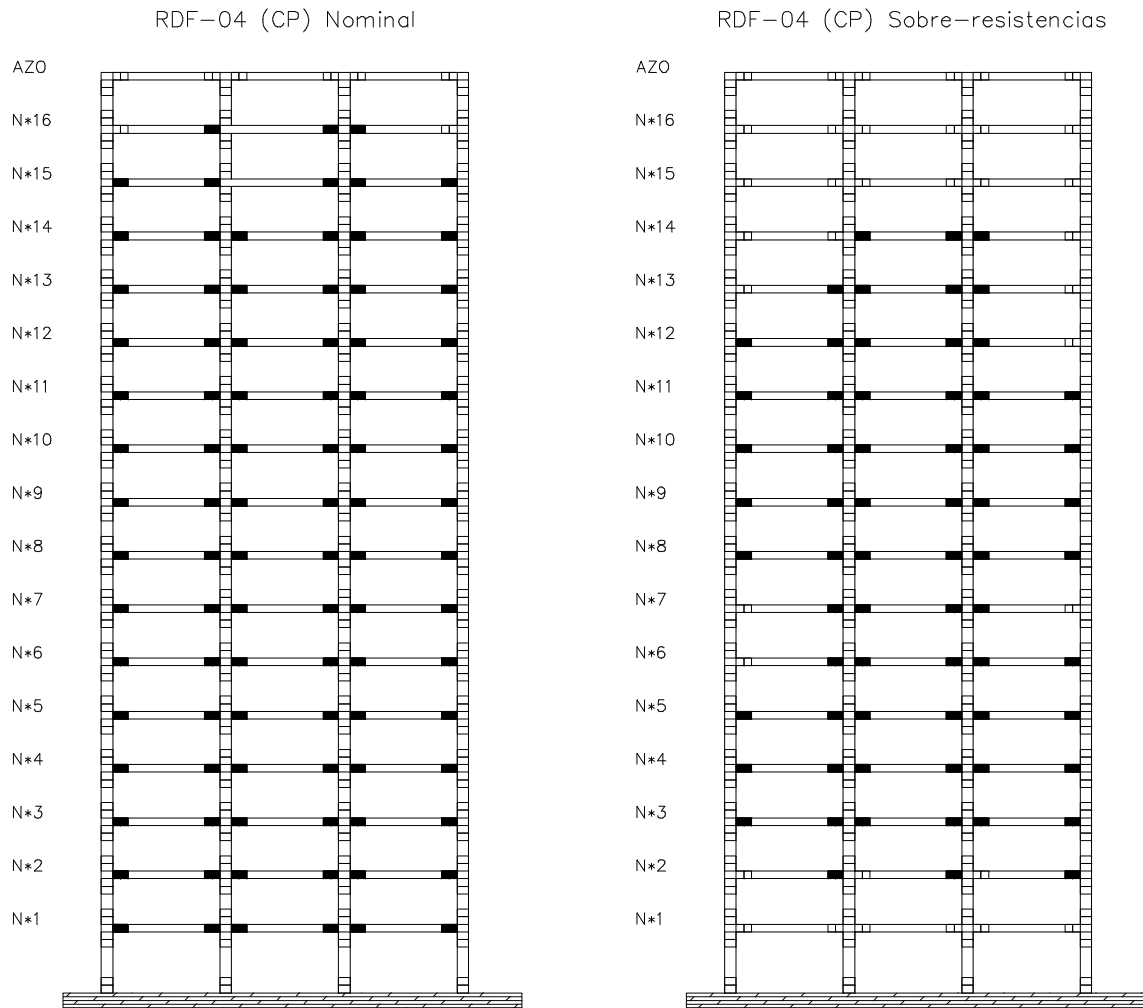 RDF-04 (CP) Nominal
AZO
N*16
N*15
N*14
N*13
N*12
N*11
N*10
N*9
N*8
N*7
N*6
N*5
N*4
N*3
N*2
N*1
RDF-04 (CP) Sobre-resistencias
AZO
N*16
N*15
N*14
N*13
N*12
N*11
N*10
N*9
N*8
N*7
N*6
N*5
N*4
N*3
N*2
N*1